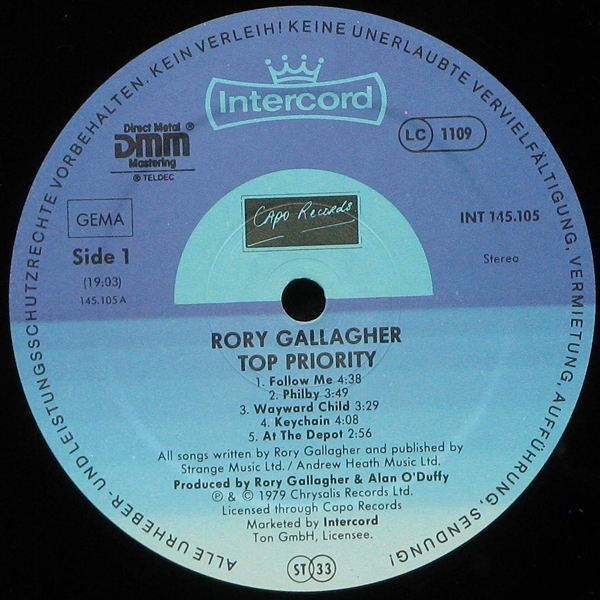 ALLE URHEBER- UND LEISTUNGSSCHUTZRECHTE VORBEHALTEN. KEIN VERLEIH! KEINE UNERLAUBTE VERVIELFÄLTIGUNG, VERMIETUNG, AUFFÜHRUNG, SENDUNG!
Intercord
Direct Metal ®
DMM
Mastering
® TELDEC
LC 1109
GEMA
Capo Records
INT 145.105
Side 1
Stereo
(19:03)
145.105 A
RORY GALLAGHER
TOP PRIORITY
1. Follow Me 4:38
2. Philby 3:49
3. Wayward Child 3:29
4. Keychain 4:08
5. At The Depot 2:56
All songs written by Rory Gallagher and published by
Strange Music Ltd. / Andrew Heath Music Ltd.
Produced by Rory Gallagher & Alan O'Duffy
℗ & © 1979 Chrysalis Records Ltd.
Licensed through Capo Records
Marketed by Intercord
Ton GmbH, Licensee.
ST 33